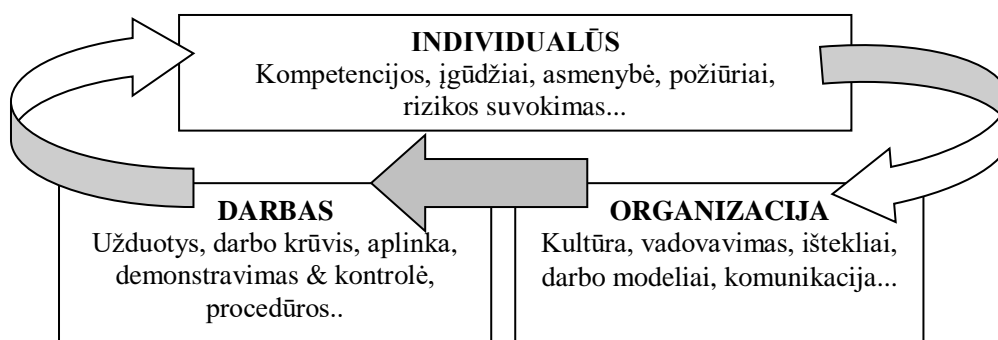 INDIVIDUALŪS
Kompetencijos, įgūdžiai, asmenybė, požiūriai,
rizikos suvokimas...
DARBAS
Užduotys, darbo krūvis, aplinka,
demonstravimas & kontrolė,
procedūros..
ORGANIZACIJA
Kultūra, vadovavimas, ištekliai,
darbo modeliai, komunikacija...